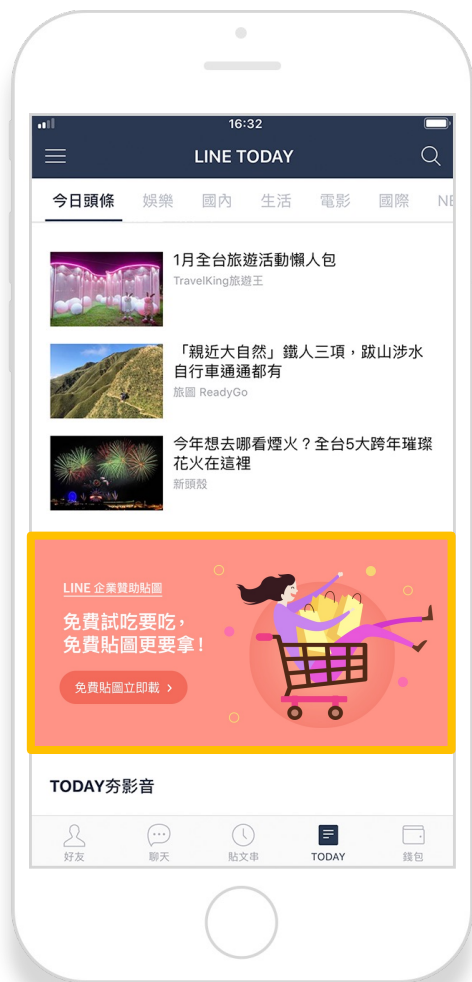 16:32
LINE TODAY
今日頭條 娛樂 國內 生活 電影 國際 NE
1月全台旅遊活動懶人包
TravelKing旅遊王
「親近大自然」鐵人三項，跋山涉水
自行車通通都有
旅圖 ReadyGo
今年想去哪看煙火？全台5大跨年璀璨
花火在這裡
新頭殼
LINE 企業贊助貼圖
免費試吃要吃，
免費貼圖更要拿！
免費貼圖立即載 >
TODAY夯影音
好友 聊天 貼文串 TODAY 錢包